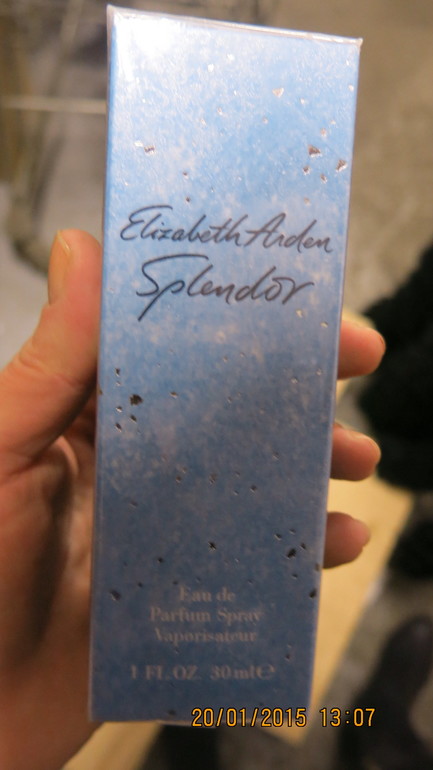 Elizabeth Arden
Splendor
Eau de
Parfum Spray
Vaporisateur
1 FL. OZ. 30 ml ℮
20/01/2015 13:07